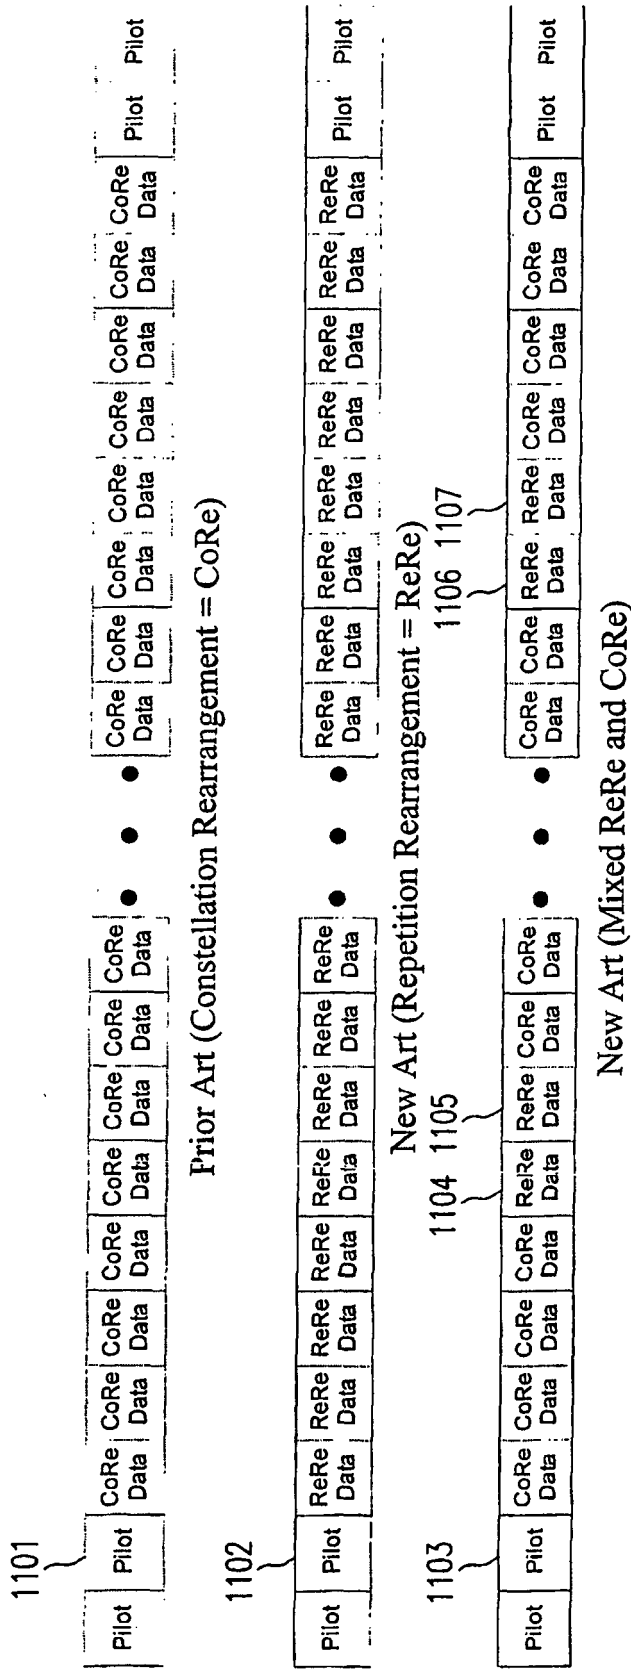 1101
Pilot Pilot CoRe CoRe CoRe CoRe CoRe CoRe CoRe CoRe CoRe CoRe CoRe CoRe CoRe CoRe CoRe CoRe Pilot Pilot
Data Data Data Data Data Data Data Data Data Data Data Data Data Data Data Data
Prior Art (Constellation Rearrangement = CoRe)
1102
Pilot Pilot ReRe ReRe ReRe ReRe ReRe ReRe ReRe ReRe ReRe ReRe ReRe ReRe ReRe ReRe ReRe ReRe Pilot Pilot
Data Data Data Data Data Data Data Data Data Data Data Data Data Data Data Data
New Art (Repetition Rearrangement = ReRe)
1103 1104 1105 1106 1107
Pilot Pilot CoRe CoRe CoRe CoRe ReRe ReRe CoRe CoRe CoRe CoRe ReRe ReRe CoRe CoRe CoRe CoRe Pilot Pilot
Data Data Data Data Data Data Data Data Data Data Data Data Data Data Data Data
New Art (Mixed ReRe and CoRe)